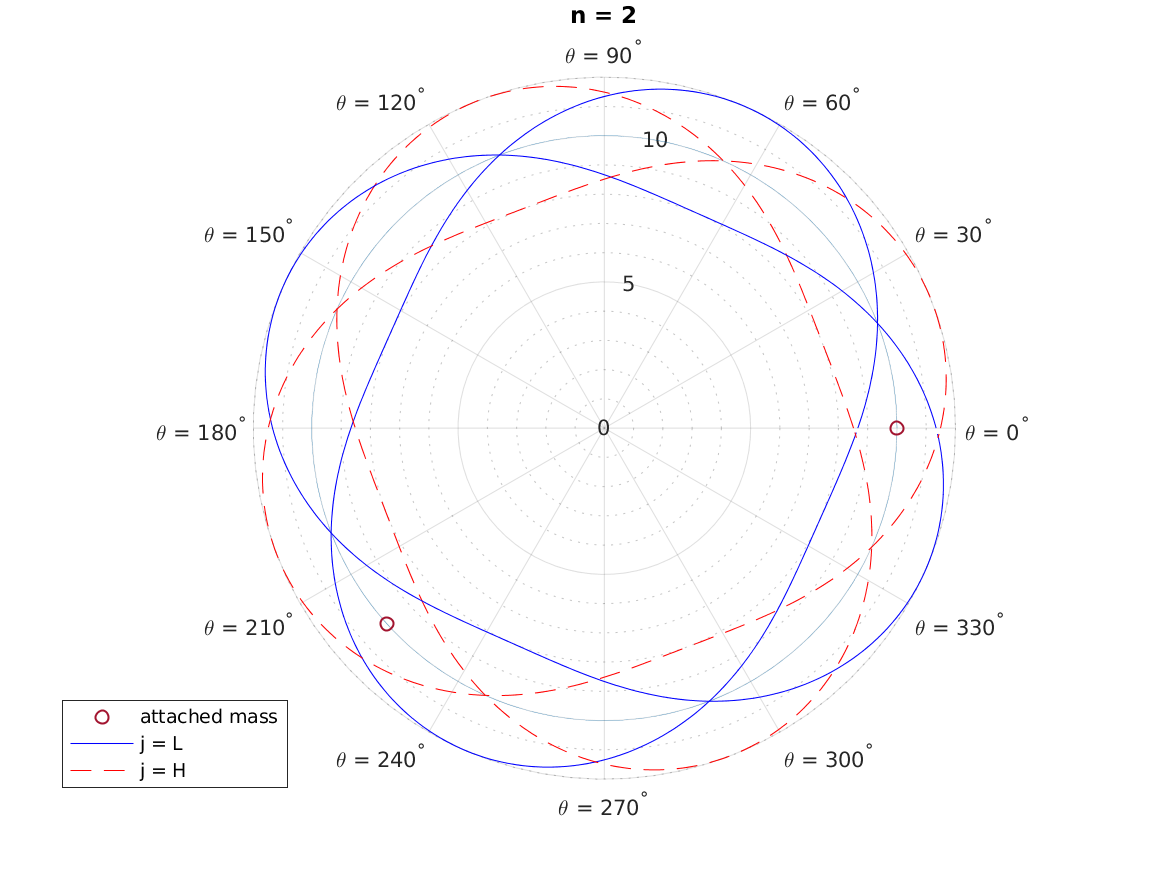 n = 2
θ = 90°
θ = 120°
θ = 60°
10
θ = 150°
θ = 30°
5
θ = 180°
0
θ = 0°
θ = 210°
θ = 330°
attached mass
j = L
j = H
θ = 240°
θ = 300°
θ = 270°